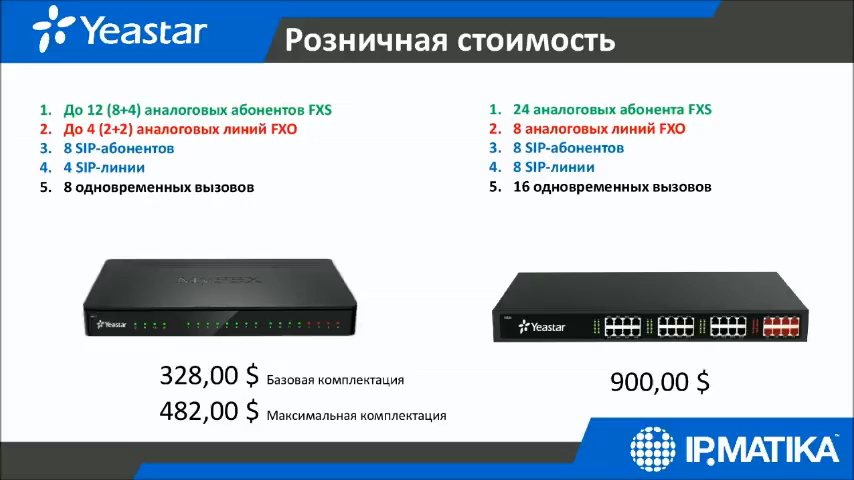 Yeastar
Розничная стоимость
1. До 12 (8+4) аналоговых абонентов FXS
2. До 4 (2+2) аналоговых линий FXO
3. 8 SIP-абонентов
4. 4 SIP-линии
5. 8 одновременных вызовов
1. 24 аналоговых абонента FXS
2. 8 аналоговых линий FXO
3. 8 SIP-абонентов
4. 8 SIP-линии
5. 16 одновременных вызовов
Yeastar
Yeastar
328,00 $ Базовая комплектация
482,00 $ Максимальная комплектация
900,00 $
IP.MATIKA